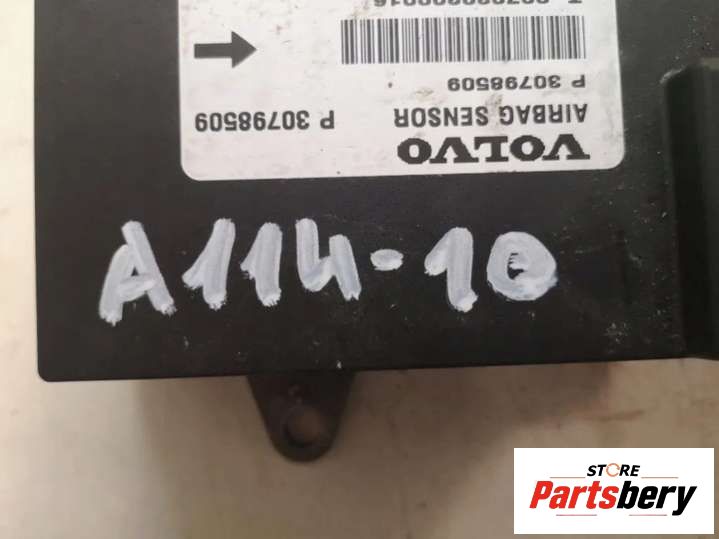 VOLVO
AIRBAG SENSOR P 30798509
P 30798509
A114-10
STORE
Partsbery